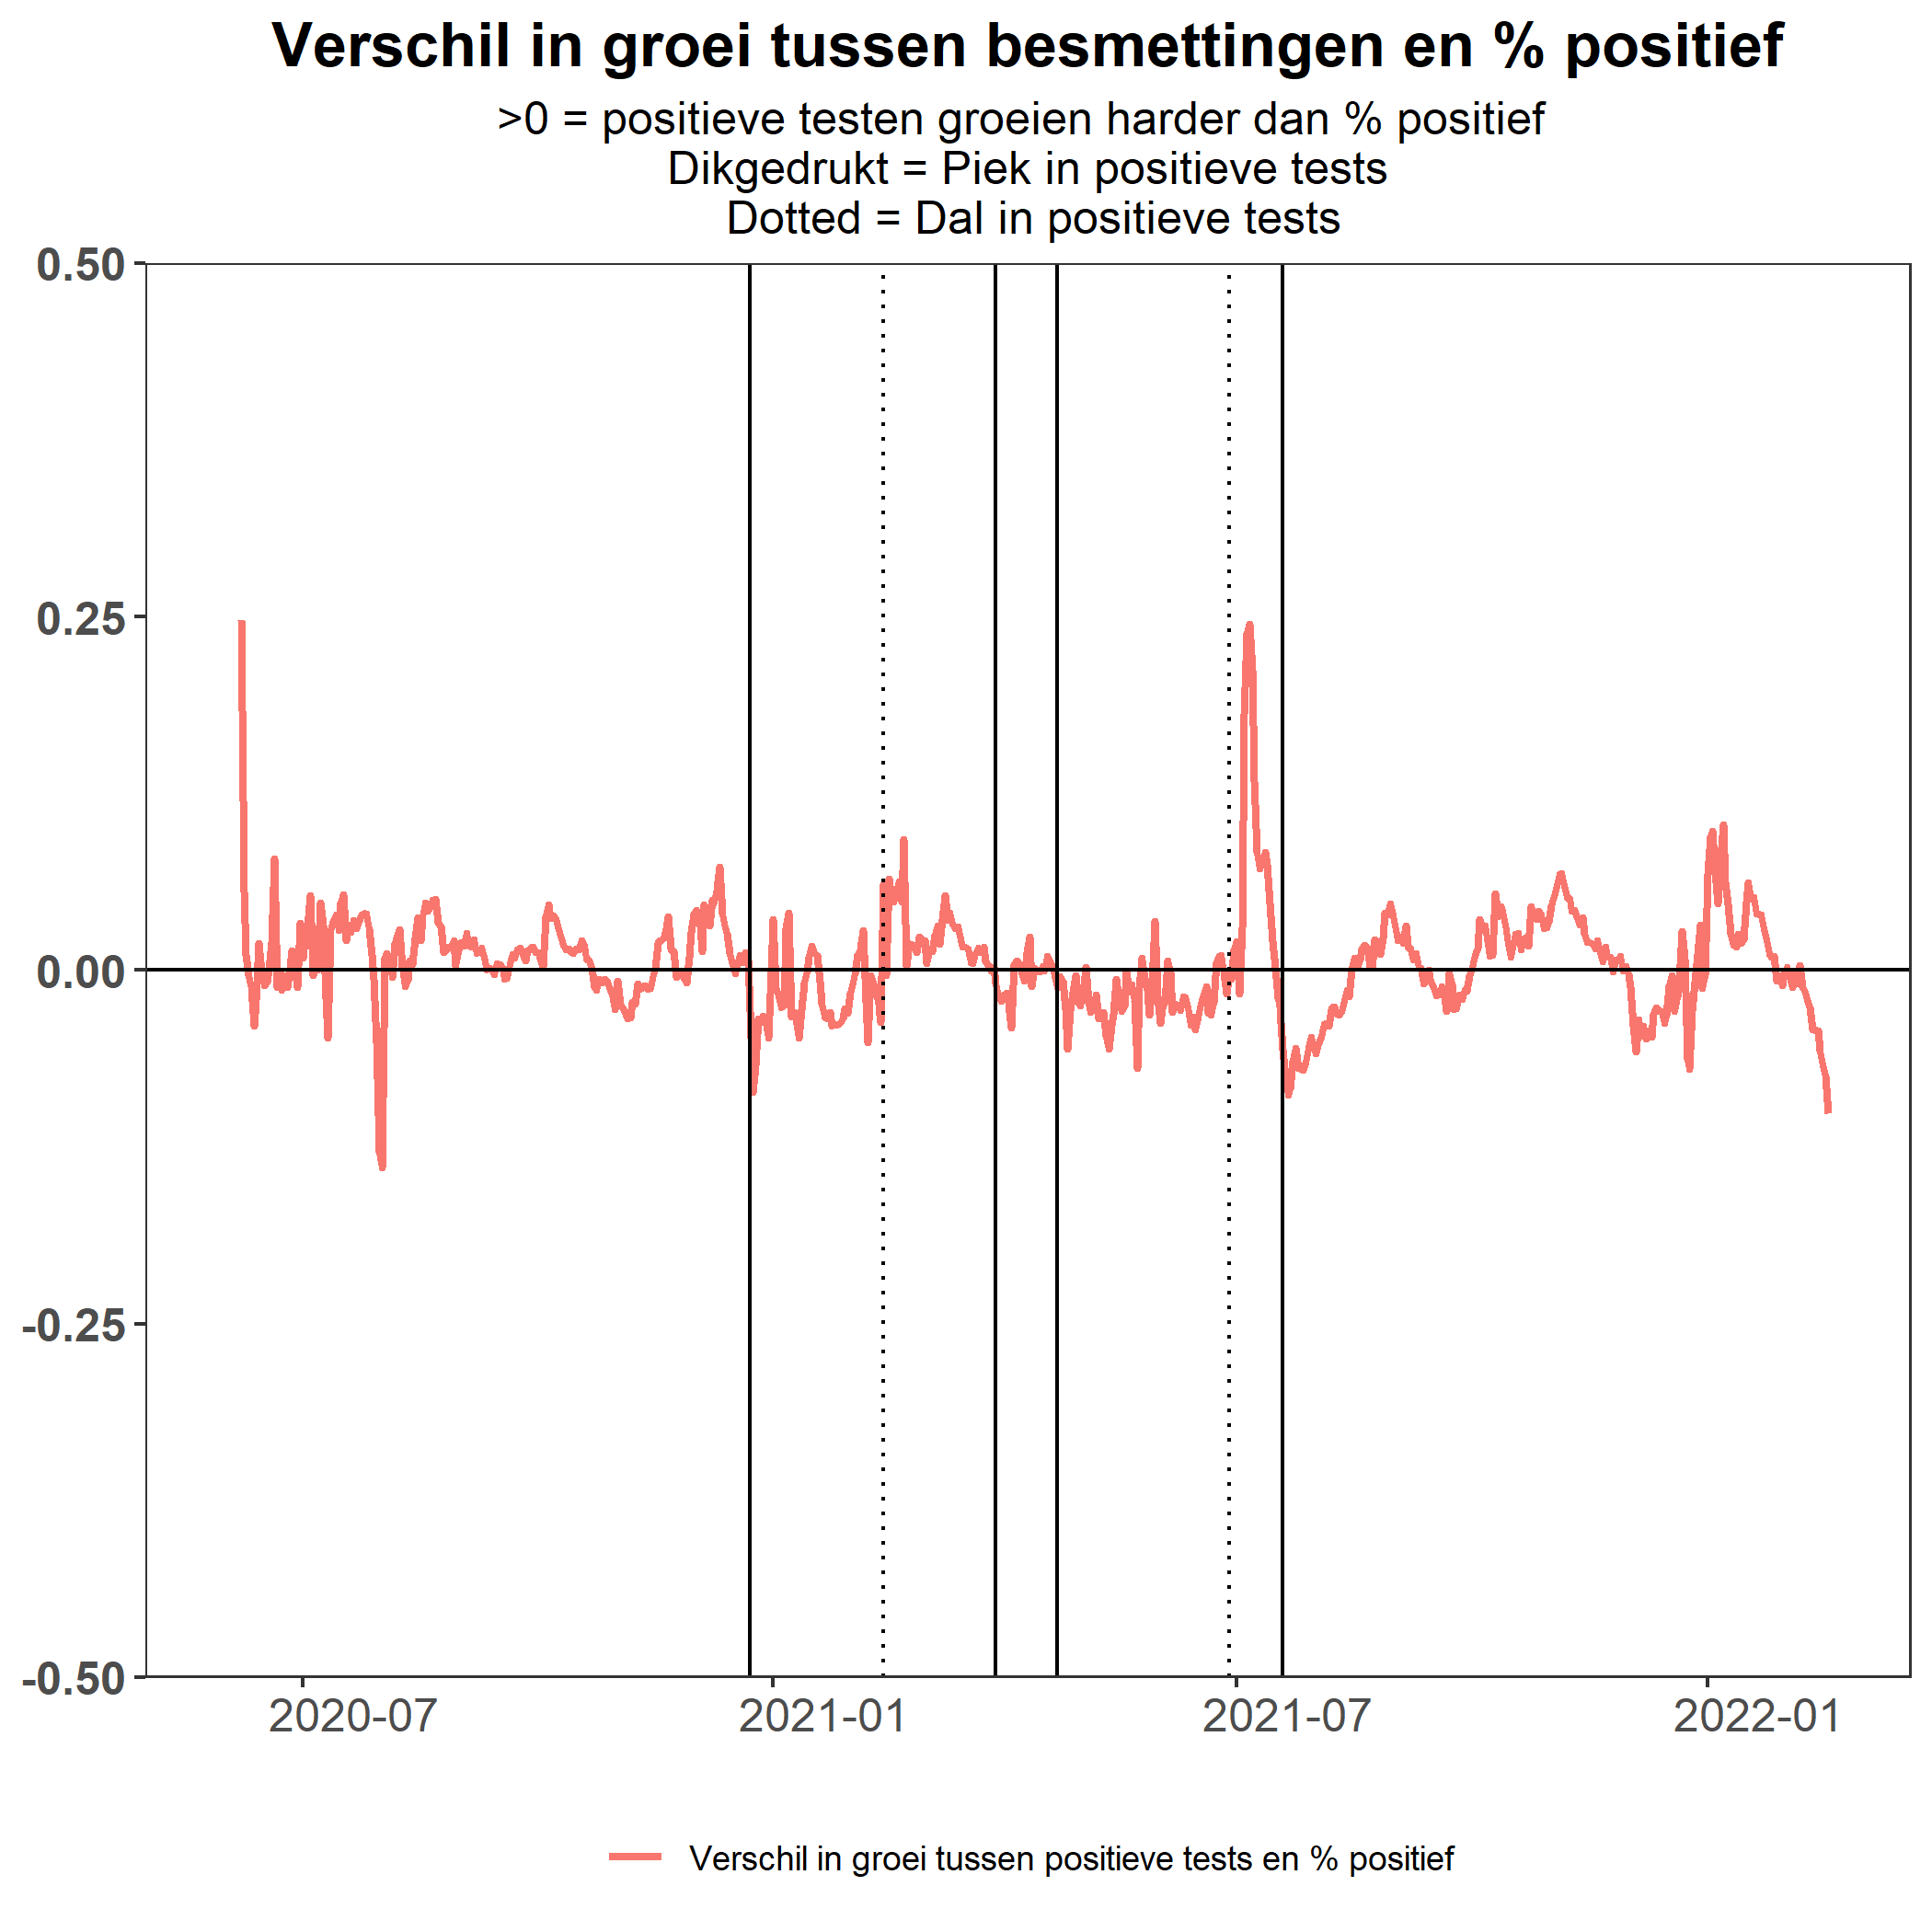 Verschil in groei tussen besmettingen en % positief
>0 = positieve testen groeien harder dan % positief
Dikgedrukt = Piek in positieve tests
Dotted = Dal in positieve tests
0.50
0.25
0.00
-0.25
-0.50
2020-07
2021-01
2021-07
2022-01
Verschil in groei tussen positieve tests en % positief